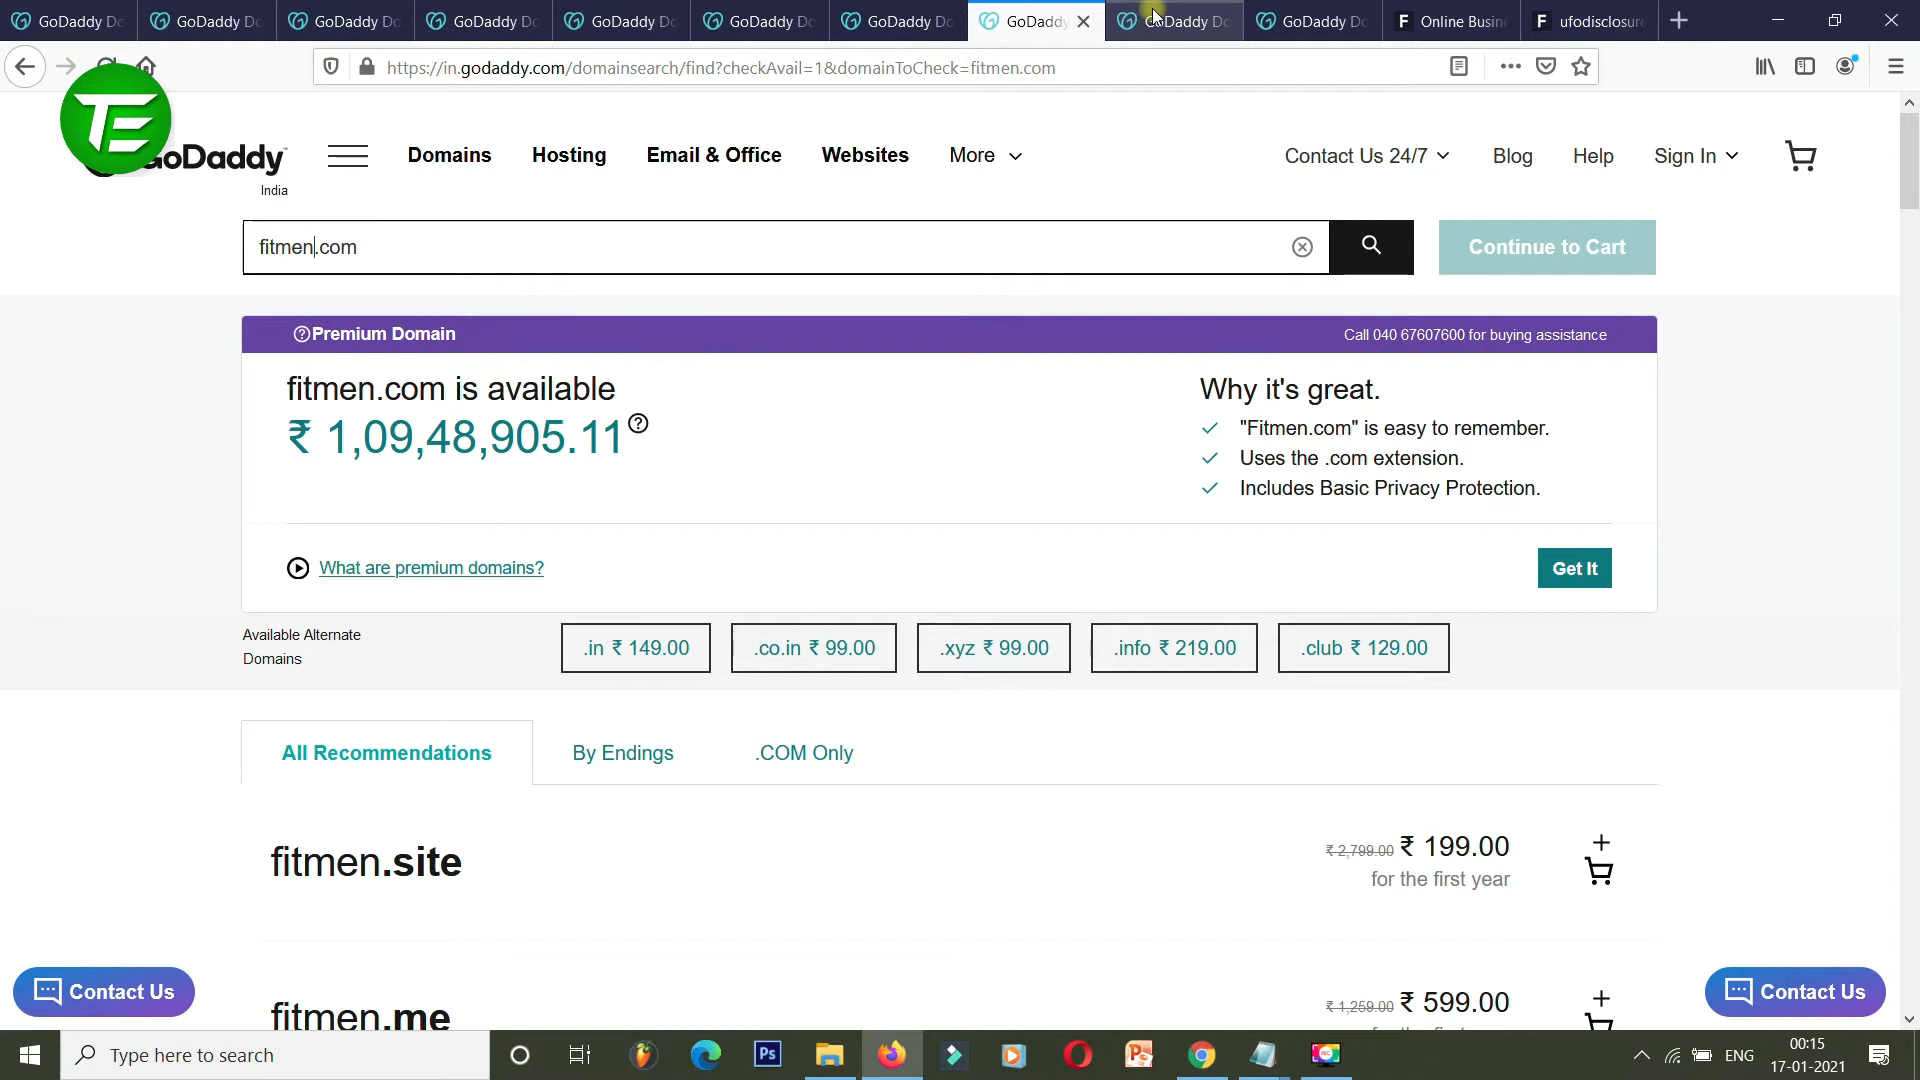 GoDaddy Do
GoDaddy Do
GoDaddy Do
GoDaddy Do
GoDaddy Do
GoDaddy Do
GoDaddy Do
GoDaddy
GoDaddy Do
GoDaddy Do
F Online Busin
F ufodisclosure
https://in.godaddy.com/domainsearch/find?checkAvail=1&domainToCheck=fitmen.com
TE
GoDaddy
India
Domains
Hosting
Email & Office
Websites
More
Contact Us 24/7
Blog
Help
Sign In
fitmen.com
Continue to Cart
Premium Domain
Call 040 67607600 for buying assistance
fitmen.com is available
₹ 1,09,48,905.11
Why it's great.
"Fitmen.com" is easy to remember.
Uses the .com extension.
Includes Basic Privacy Protection.
What are premium domains?
Get It
Available Alternate
Domains
.in ₹ 149.00
.co.in ₹ 99.00
.xyz ₹ 99.00
.info ₹ 219.00
.club ₹ 129.00
All Recommendations
By Endings
.COM Only
fitmen.site
₹ 2,799.00 ₹ 199.00
for the first year
fitmen.me
₹ 1,259.00 ₹ 599.00
Contact Us
Contact Us
Type here to search
Ps
ENG
00:15
17-01-2021